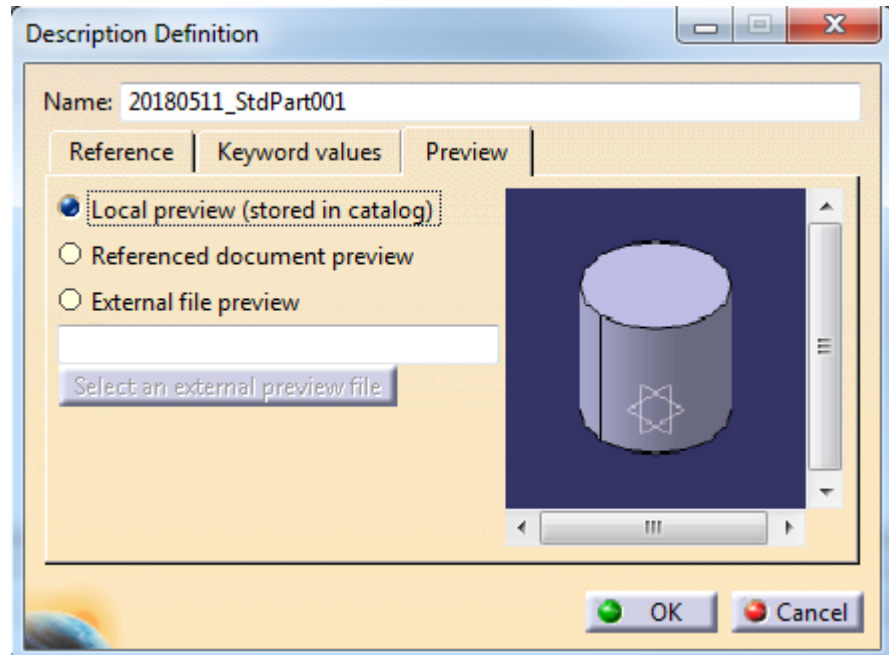 Description Definition
Name: 20180511_StdPart001
Reference Keyword values Preview
Local preview (stored in catalog)
Referenced document preview
External file preview
Select an external preview file
OK Cancel